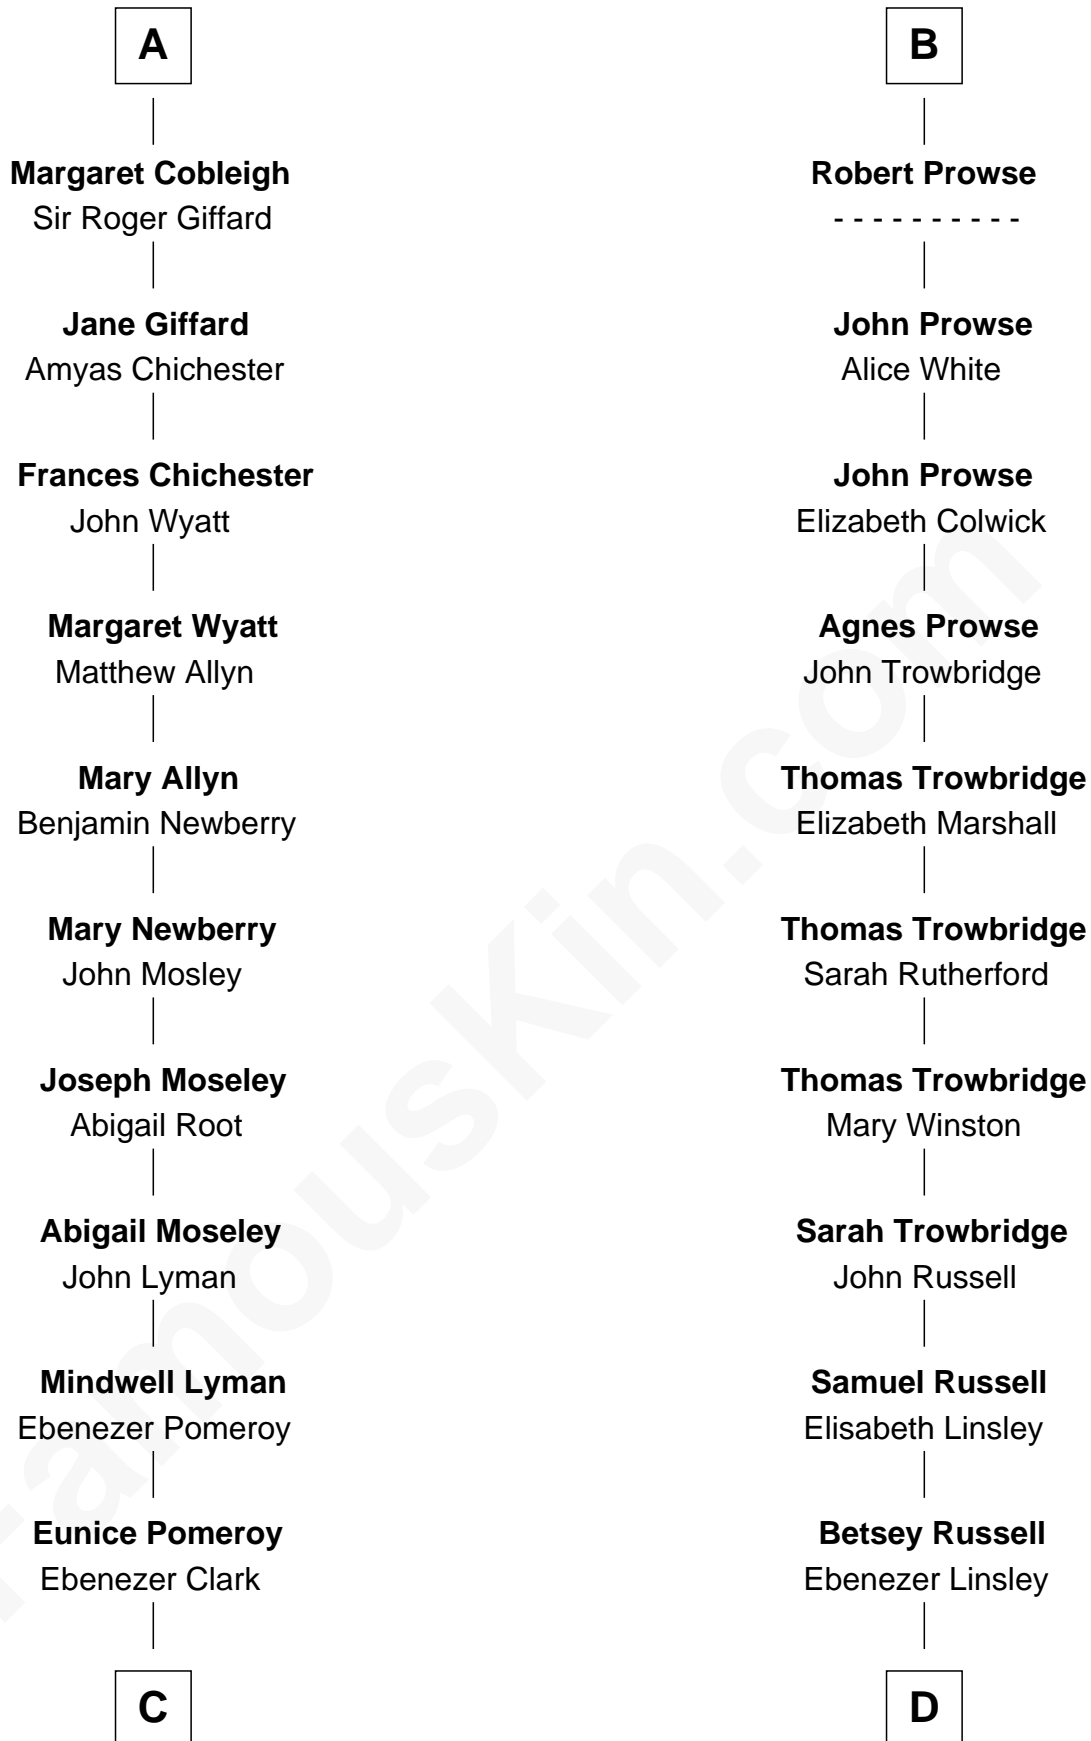 A
Margaret Cobleigh
Sir Roger Giffard
Jane Giffard
Amyas Chichester
Frances Chichester
John Wyatt
Margaret Wyatt
Matthew Allyn
Mary Allyn
Benjamin Newberry
Mary Newberry
John Mosley
Joseph Moseley
Abigail Root
Abigail Moseley
John Lyman
Mindwell Lyman
Ebenezer Pomeroy
Eunice Pomeroy
Ebenezer Clark
C
B
Robert Prowse
- - - - - - - - - -
John Prowse
Alice White
John Prowse
Elizabeth Colwick
Agnes Prowse
John Trowbridge
Thomas Trowbridge
Elizabeth Marshall
Thomas Trowbridge
Sarah Rutherford
Thomas Trowbridge
Mary Winston
Sarah Trowbridge
John Russell
Samuel Russell
Elisabeth Linsley
Betsey Russell
Ebenezer Linsley
D
FamousKin.com